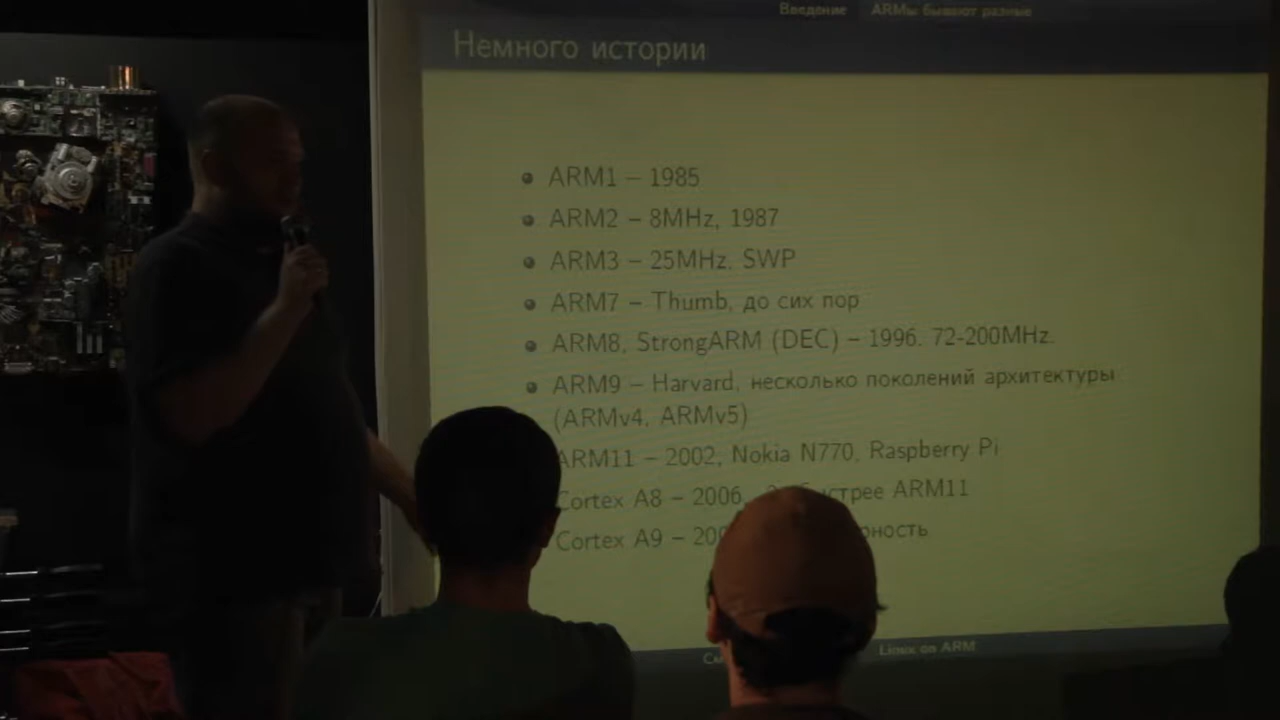 Введение ARMы бывают разные
Немного истории
ARM1 – 1985
ARM2 – 8MHz, 1987
ARM3 – 25MHz, SWP
ARM7 – Thumb, до сих пор
ARM8, StrongARM (DEC) – 1996. 72-200MHz.
ARM9 – Harvard, несколько поколений архитектуры
(ARMv4, ARMv5)
ARM11 – 2002, Nokia N770, Raspberry Pi
Cortex A8 – 2006, ARM11
Cortex A9 –
Linux on ARM